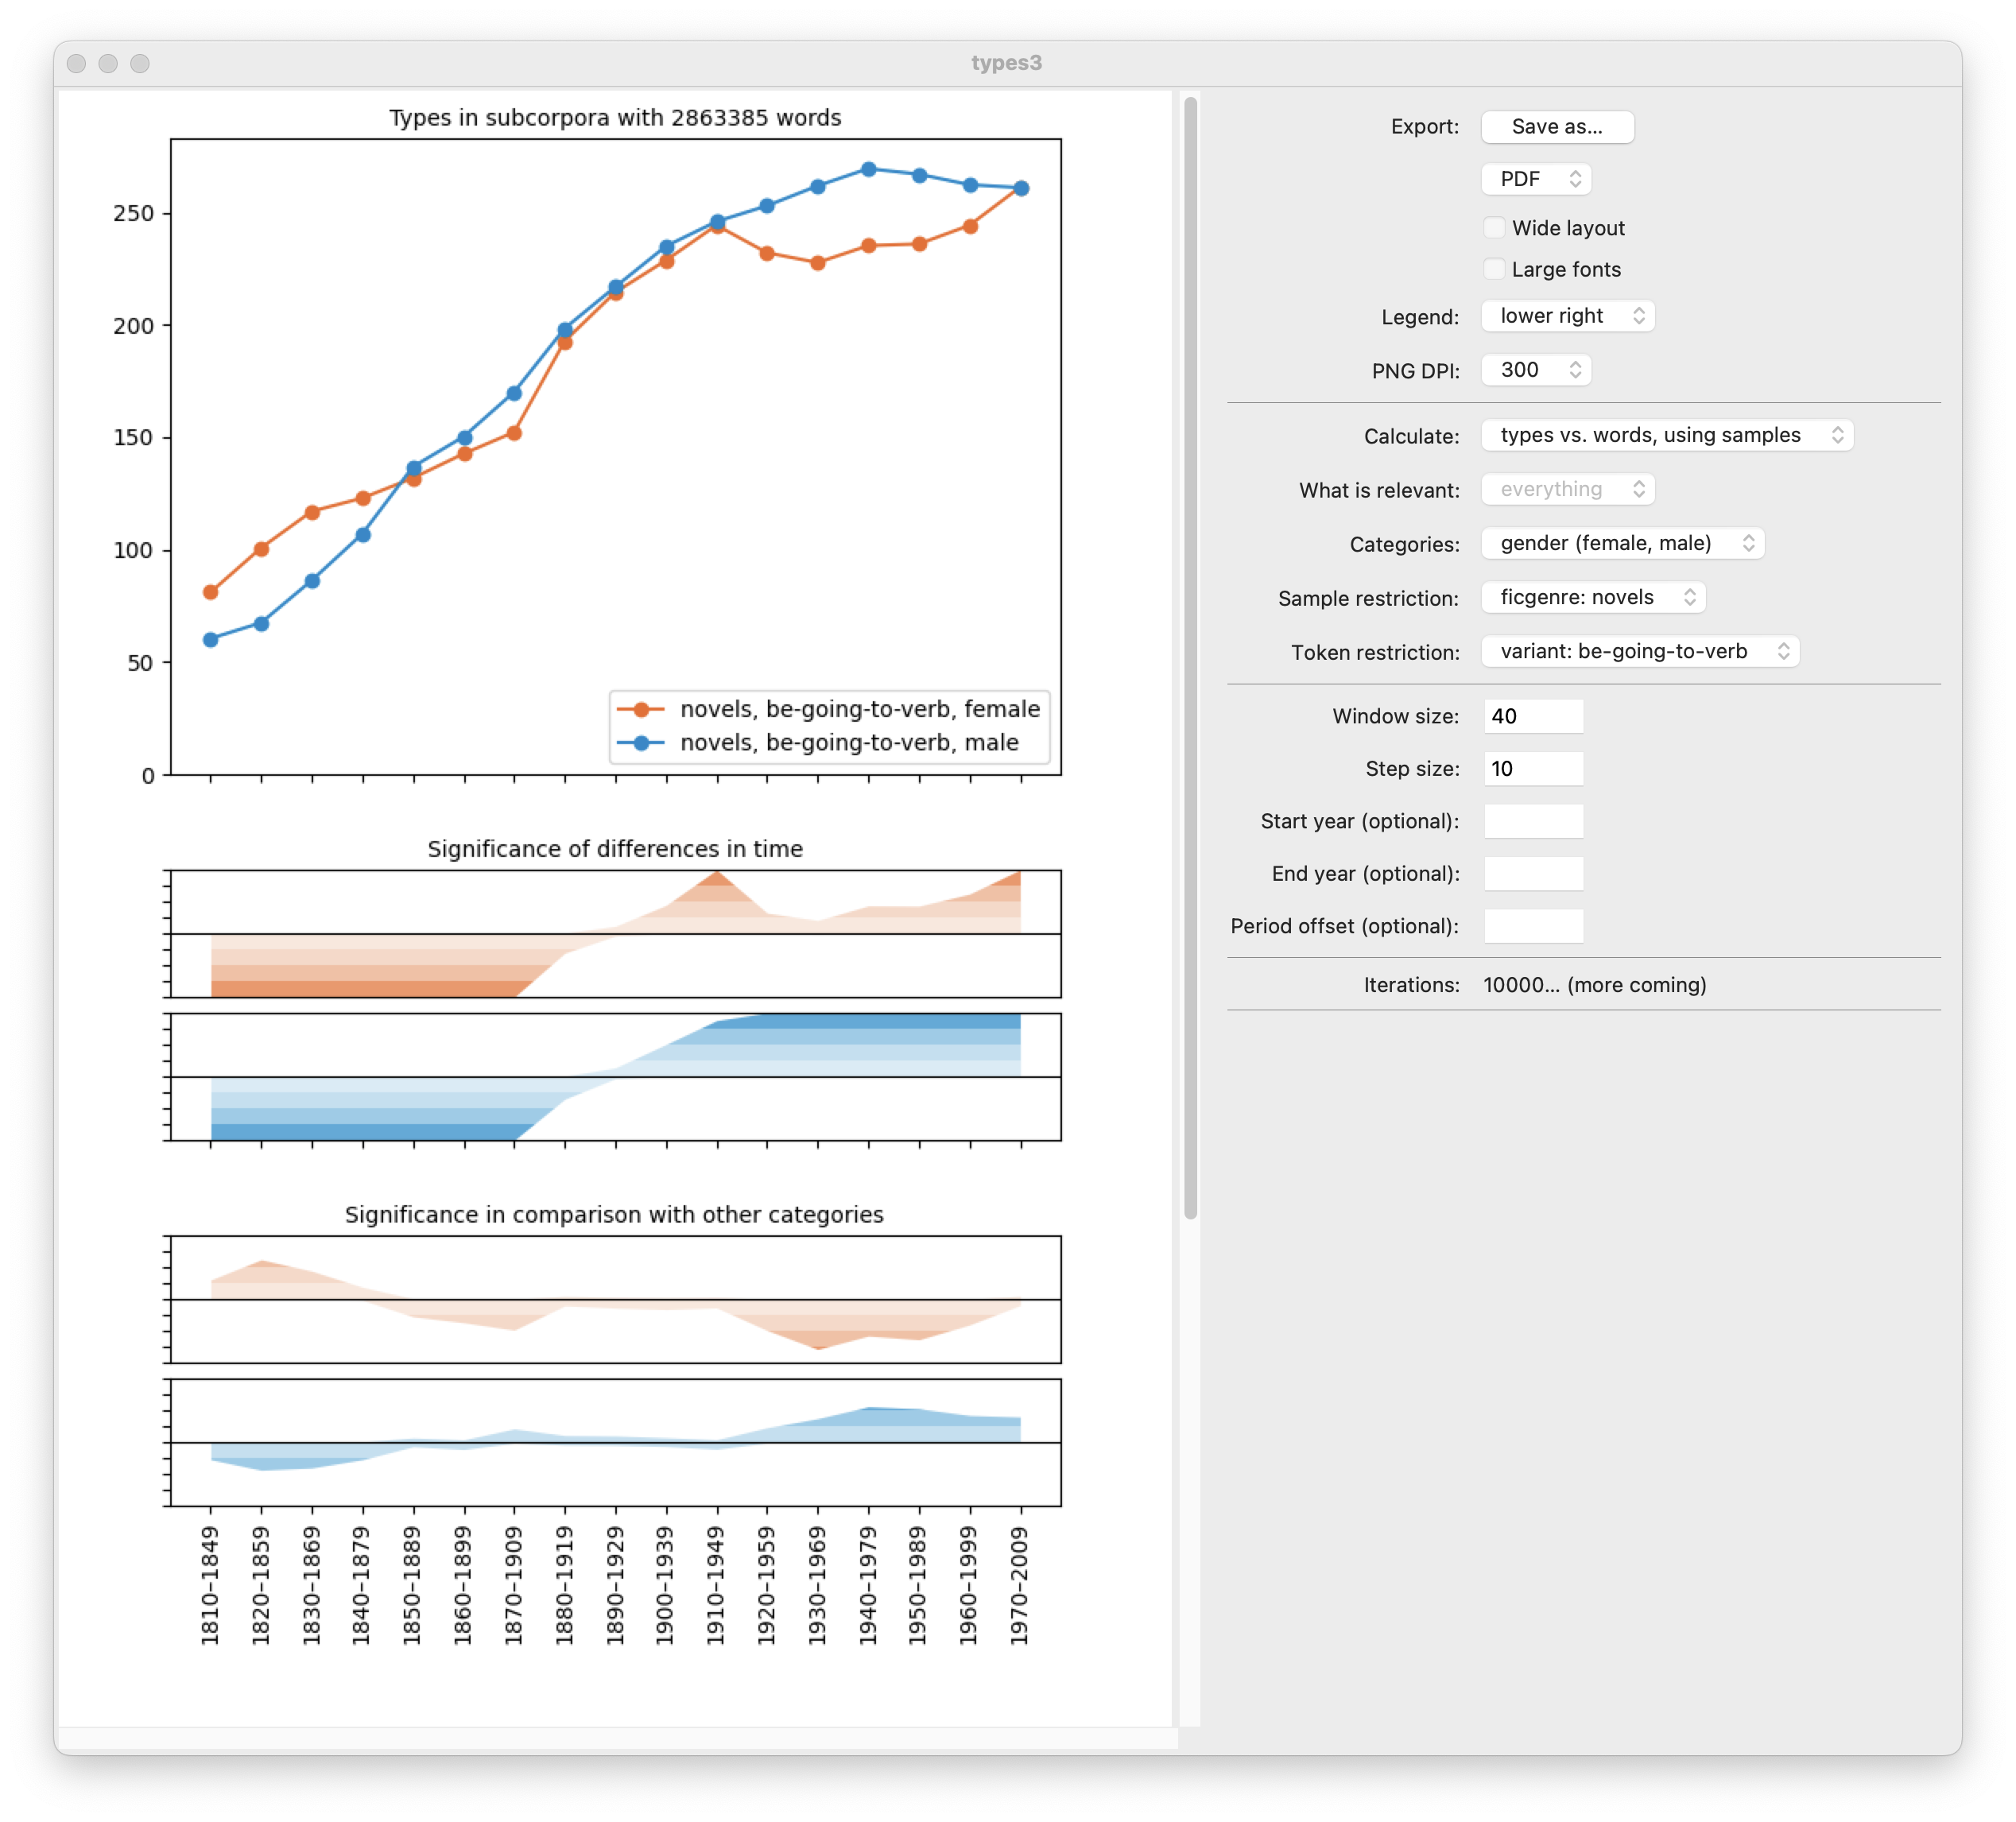 types3
Types in subcorpora with 2863385 words
250
200
150
100
50
0
novels, be-going-to-verb, female
novels, be-going-to-verb, male
Significance of differences in time
Significance in comparison with other categories
1810–1849
1820–1859
1830–1869
1840–1879
1850–1889
1860–1899
1870–1909
1880–1919
1890–1929
1900–1939
1910–1949
1920–1959
1930–1969
1940–1979
1950–1989
1960–1999
1970–2009
Export: Save as...
PDF
Wide layout
Large fonts
Legend: lower right
PNG DPI: 300
Calculate: types vs. words, using samples
What is relevant: everything
Categories: gender (female, male)
Sample restriction: ficgenre: novels
Token restriction: variant: be-going-to-verb
Window size: 40
Step size: 10
Start year (optional):
End year (optional):
Period offset (optional):
Iterations: 10000... (more coming)